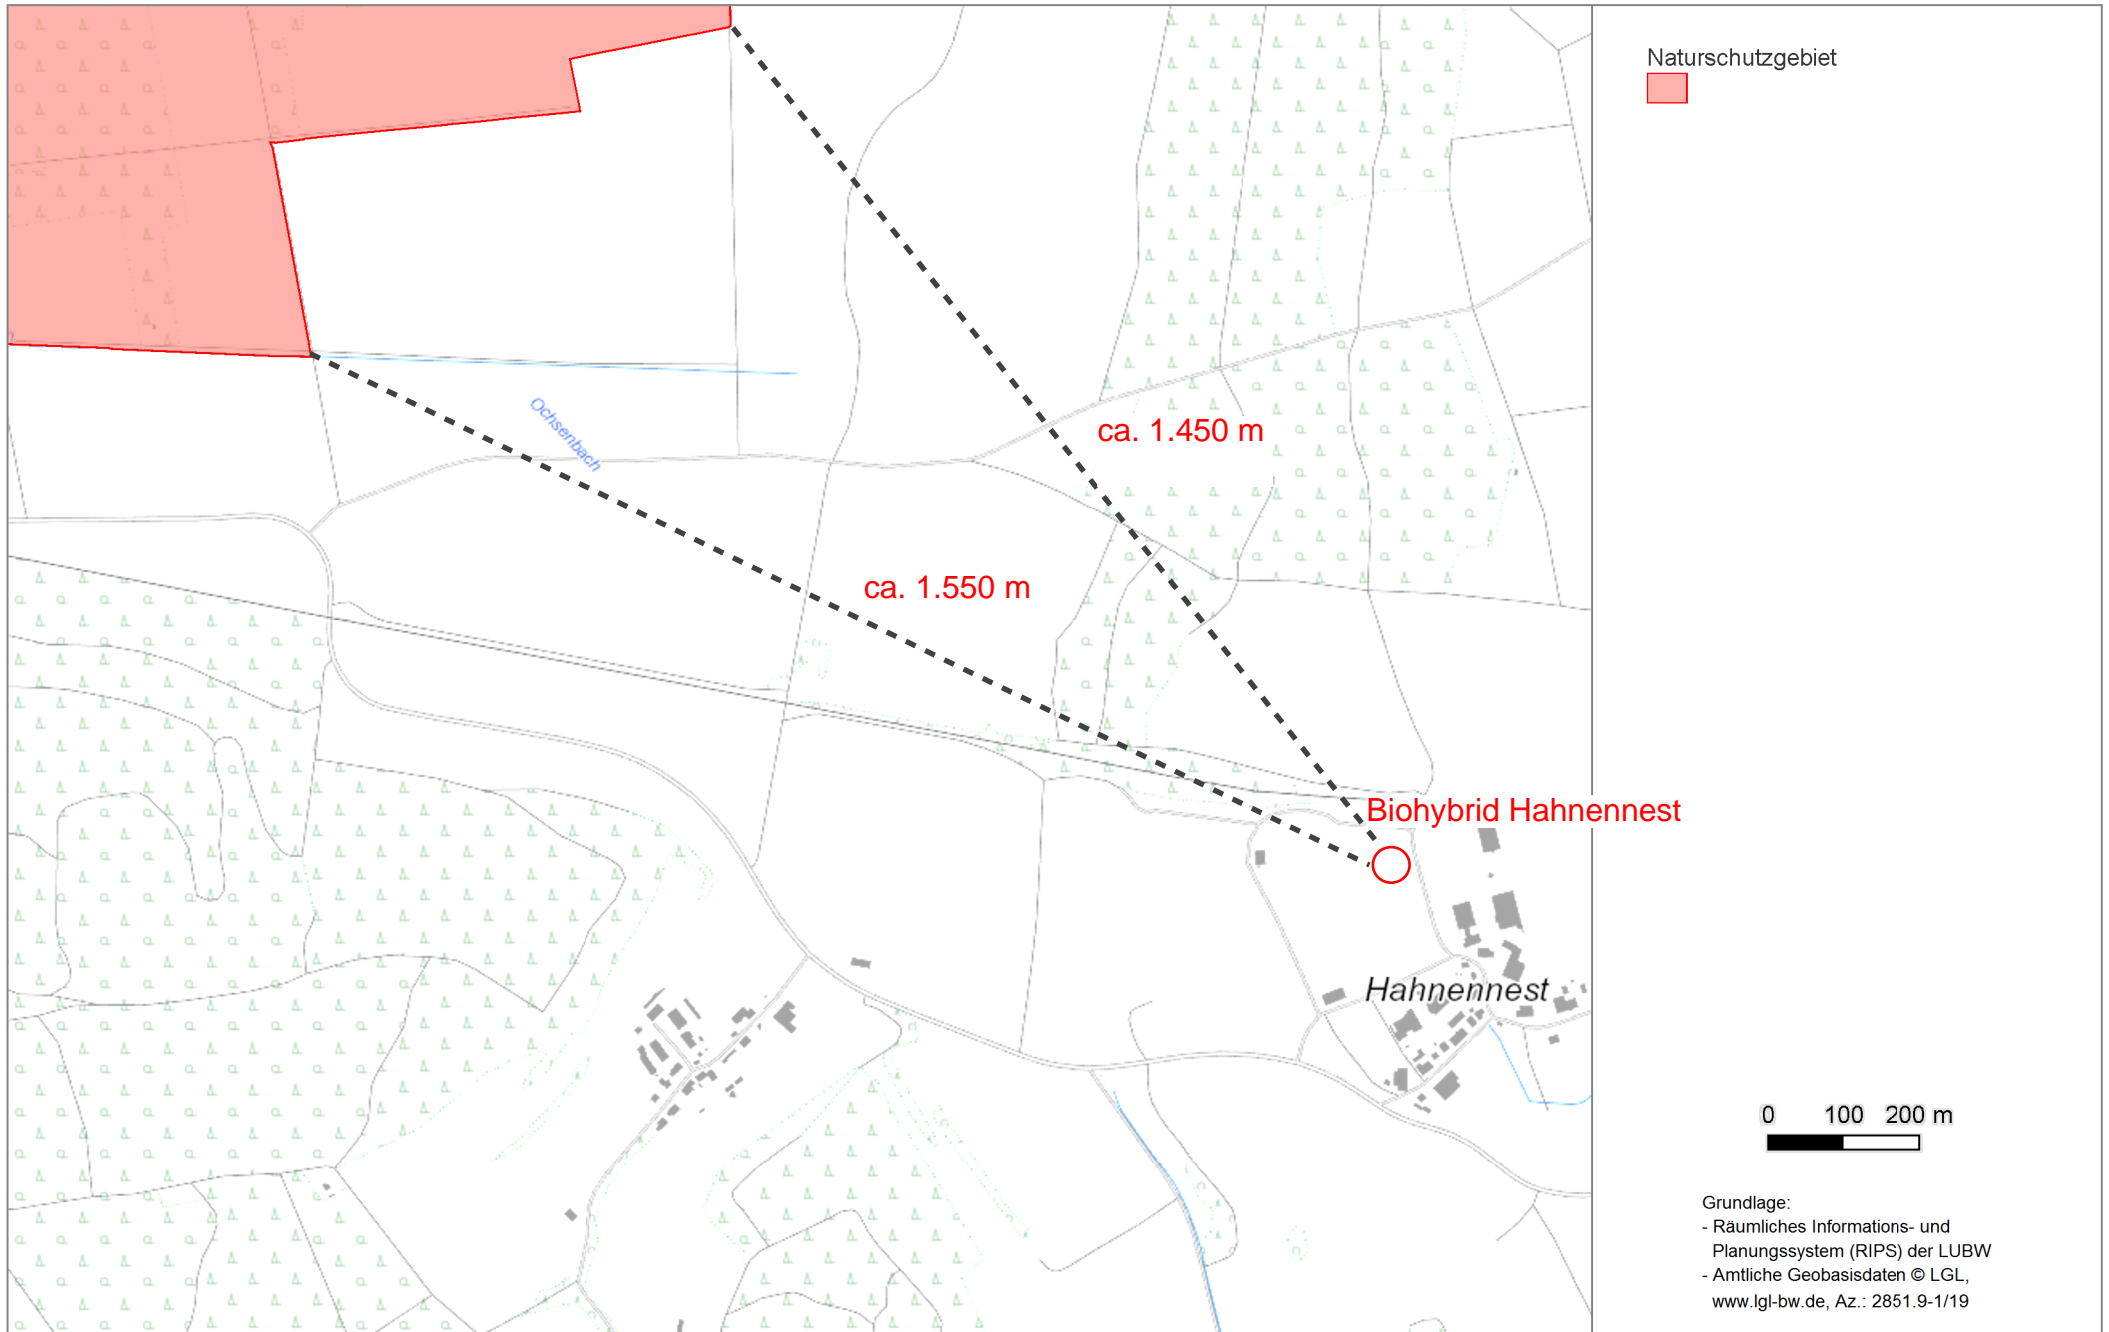 Naturschutzgebiet
Ochsenbach
ca. 1.450 m
ca. 1.550 m
Biohybrid Hahnennest
Hahnennest
0 100 200 m
Grundlage:
- Räumliches Informations- und
Planungssystem (RIPS) der LUBW
- Amtliche Geobasisdaten © LGL,
www.lgl-bw.de, Az.: 2851.9-1/19